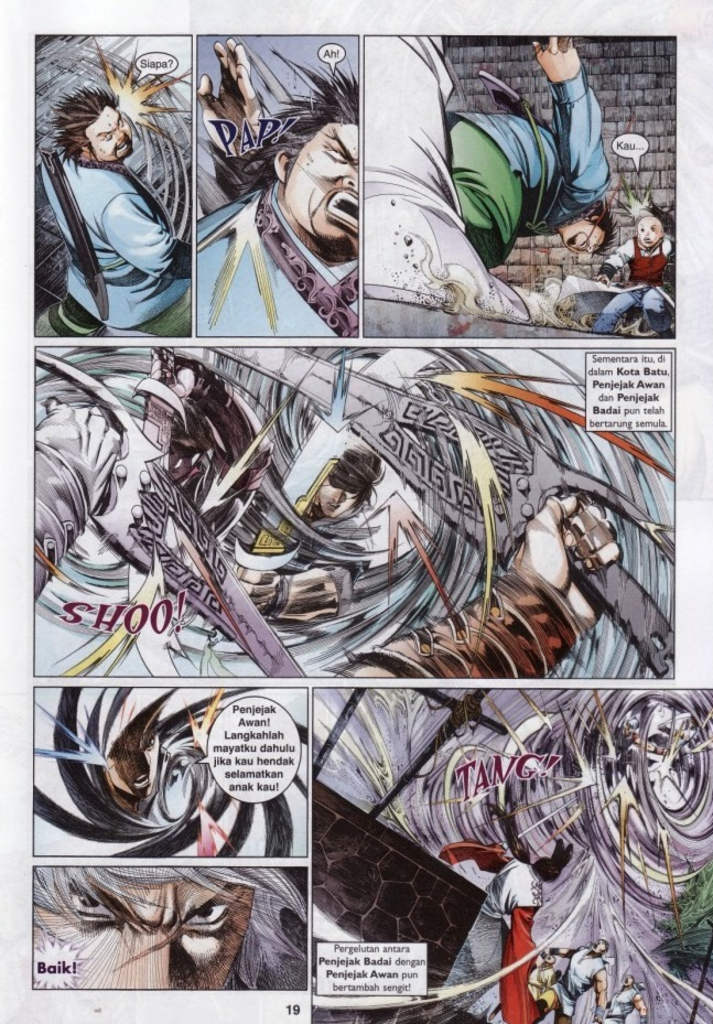 Siapa?
PAP!
Ah!
Kau...
Sementara itu, di
dalam Kota Batu,
Penjejak Awan
dan Penjejak
Badai pun telah
bertarung semula.
SHOO!
Penjejak
Awan!
Langkahlah
mayatku dahulu
jika kau hendak
selamatkan
anak kau!
TANG!
Baik!
Pergelutan antara
Penjejak Badai dengan
Penjejak Awan pun
bertambah sengit!
19